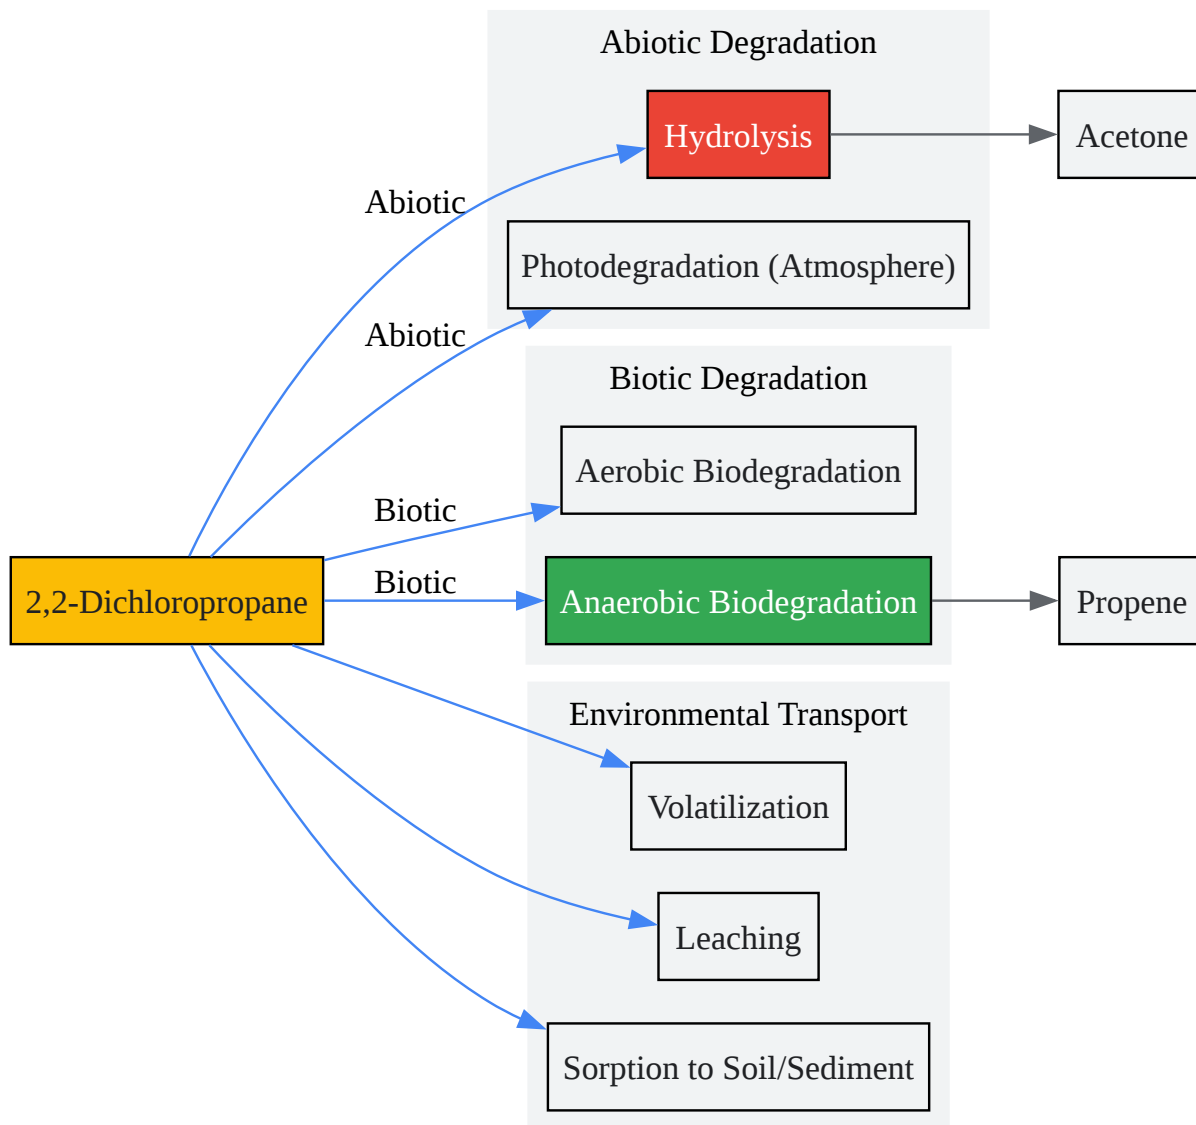 Abiotic Degradation
Hydrolysis
Acetone
Abiotic
Photodegradation (Atmosphere)
Abiotic
Biotic Degradation
Aerobic Biodegradation
Biotic
Biotic
2,2-Dichloropropane
Anaerobic Biodegradation
Propene
Environmental Transport
Volatilization
Leaching
Sorption to Soil/Sediment